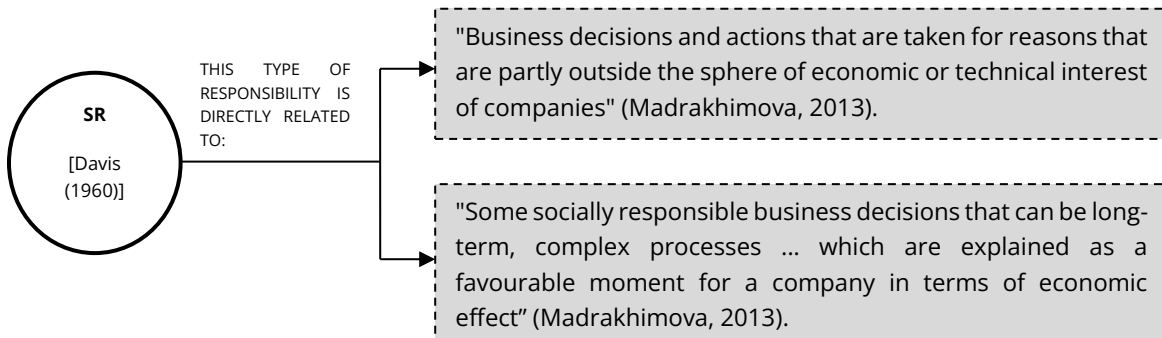 SR
[Davis
(1960)]
THIS TYPE OF
RESPONSIBILITY IS
DIRECTLY RELATED
TO:
"Business decisions and actions that are taken for reasons that
are partly outside the sphere of economic or technical interest
of companies" (Madrakhimova, 2013).
"Some socially responsible business decisions that can be long-
term, complex processes ... which are explained as a
favourable moment for a company in terms of economic
effect” (Madrakhimova, 2013).